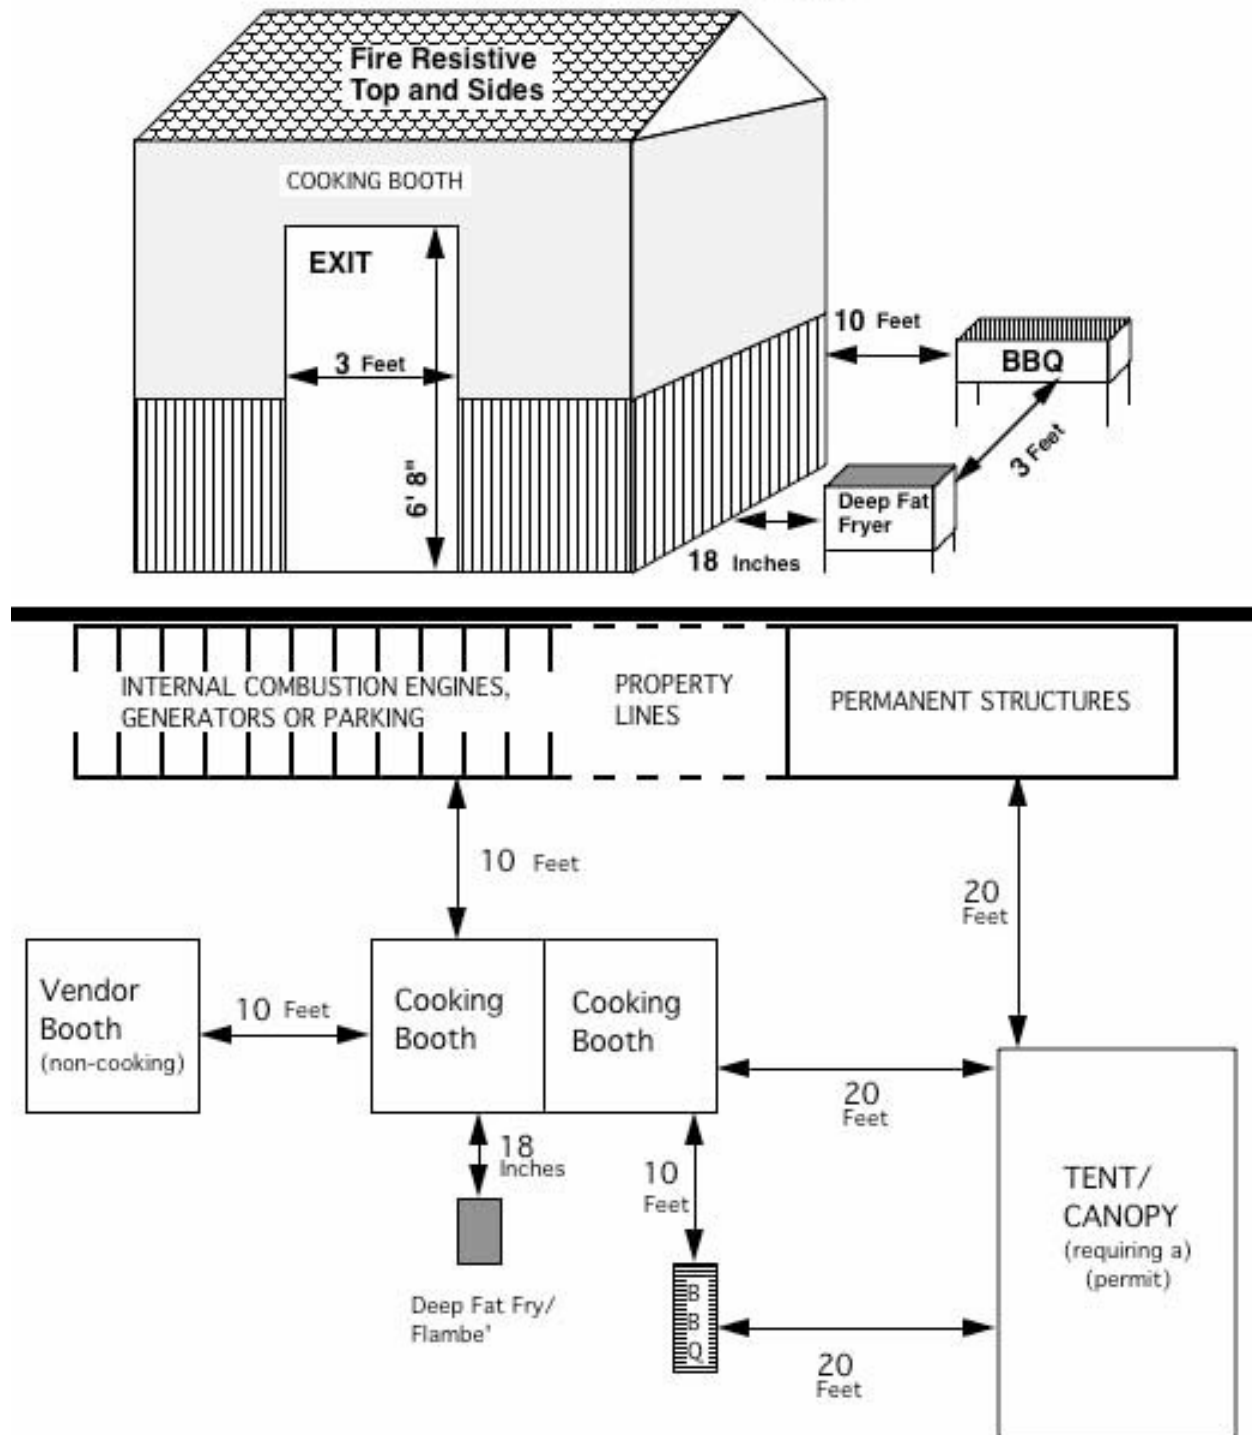 Fire Resistive
Top and Sides
COOKING BOOTH
EXIT
3 Feet
6' 8"
10 Feet
BBQ
3 Feet
Deep Fat
Fryer
18 Inches
INTERNAL COMBUSTION ENGINES,
GENERATORS OR PARKING
PROPERTY
LINES
PERMANENT STRUCTURES
10 Feet
20
Feet
Vendor
Booth
(non-cooking)
10 Feet
Cooking
Booth
Cooking
Booth
20
Feet
18
Inches
10
Feet
TENT/
CANOPY
(requiring a)
(permit)
Deep Fat Fry/
Flambe'
B
B
Q
20
Feet